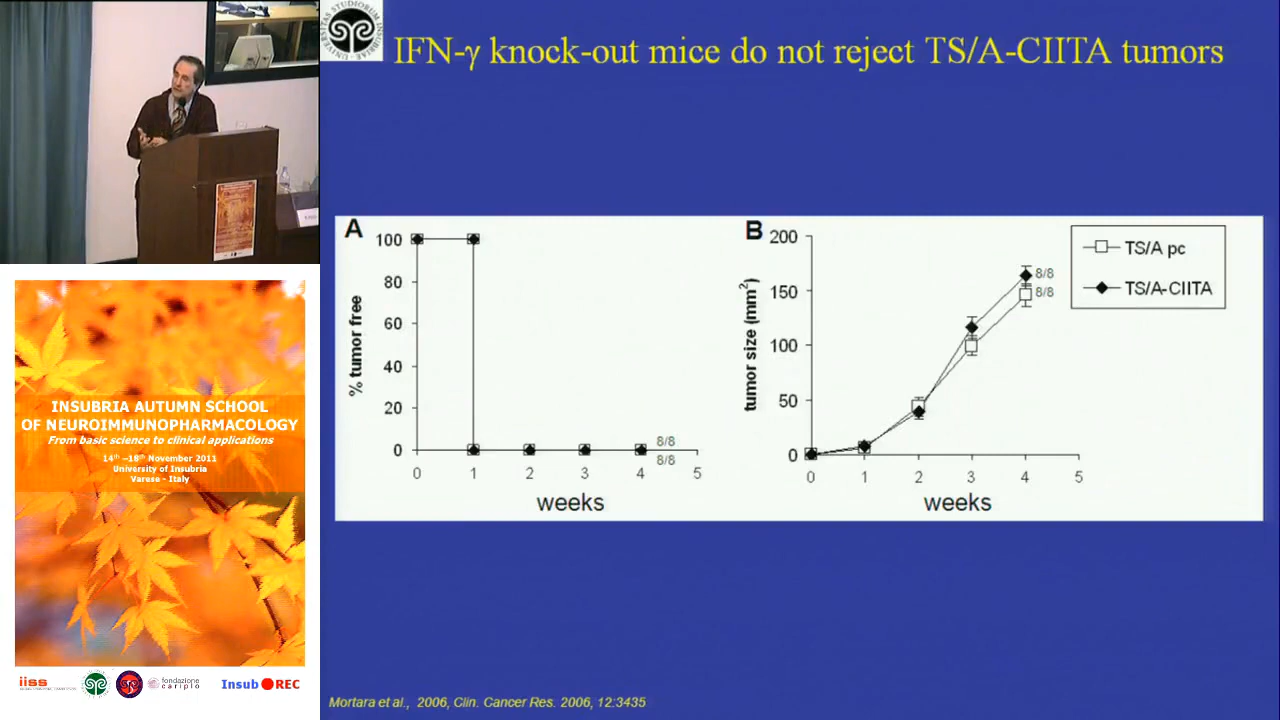 UNIVERSITAS STUDIORUM INSUBRIAE
IFN-γ knock-out mice do not reject TS/A-CIITA tumors
A
% tumor free
100
80
60
40
20
0
8/8
8/8
0 1 2 3 4 5
weeks
B
tumor size (mm2)
200
150
100
50
0
8/8
8/8
0 1 2 3 4 5
weeks
TS/A pc
TS/A-CIITA
Mortara et al., 2006, Clin. Cancer Res. 2006, 12:3435
INSUBRIA AUTUMN SCHOOL
OF NEUROIMMUNOPHARMACOLOGY
From basic science to clinical applications
14th –18th November 2011
University of Insubria
Varese - Italy
iiss
fondazione
cariplo
Insub REC